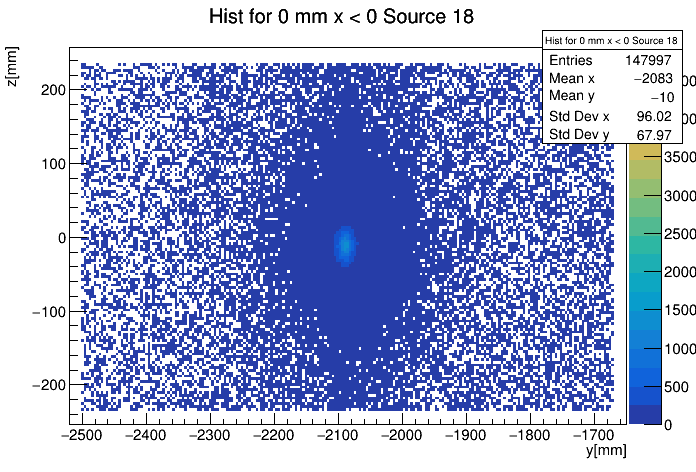 Hist for 0 mm x < 0 Source 18
z[mm]
Hist for 0 mm x < 0 Source 18
Entries 147997
Mean x −2083
Mean y −10
Std Dev x 96.02
Std Dev y 67.97
200
100
0
−100
−200
3500
3000
2500
2000
1500
1000
500
0
−2500 −2400 −2300 −2200 −2100 −2000 −1900 −1800 −1700
y[mm]